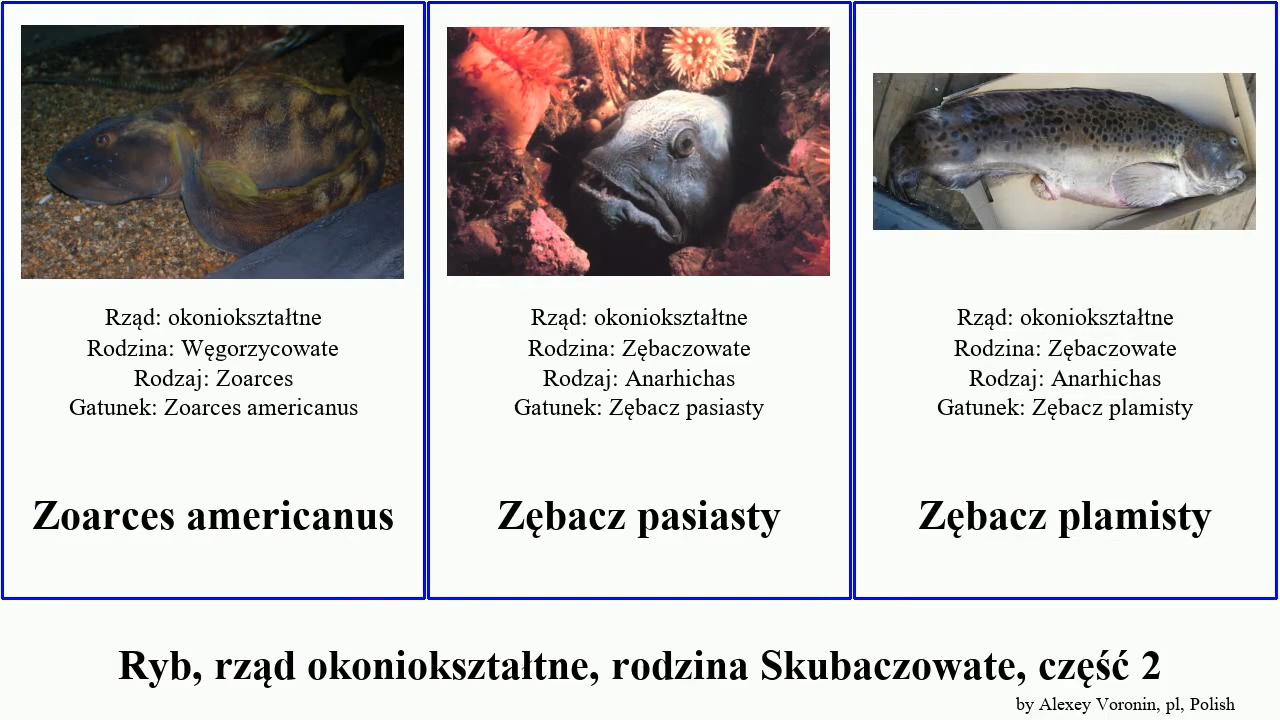 Rząd: okoniokształtne
Rodzina: Węgorzycowate
Rodzaj: Zoarces
Gatunek: Zoarces americanus
Zoarces americanus
Rząd: okoniokształtne
Rodzina: Zębaczowate
Rodzaj: Anarhichas
Gatunek: Zębacz pasiasty
Zębacz pasiasty
Rząd: okoniokształtne
Rodzina: Zębaczowate
Rodzaj: Anarhichas
Gatunek: Zębacz plamisty
Zębacz plamisty
Ryb, rząd okoniokształtne, rodzina Skubaczowate, część 2
by Alexey Voronin, pl, Polish